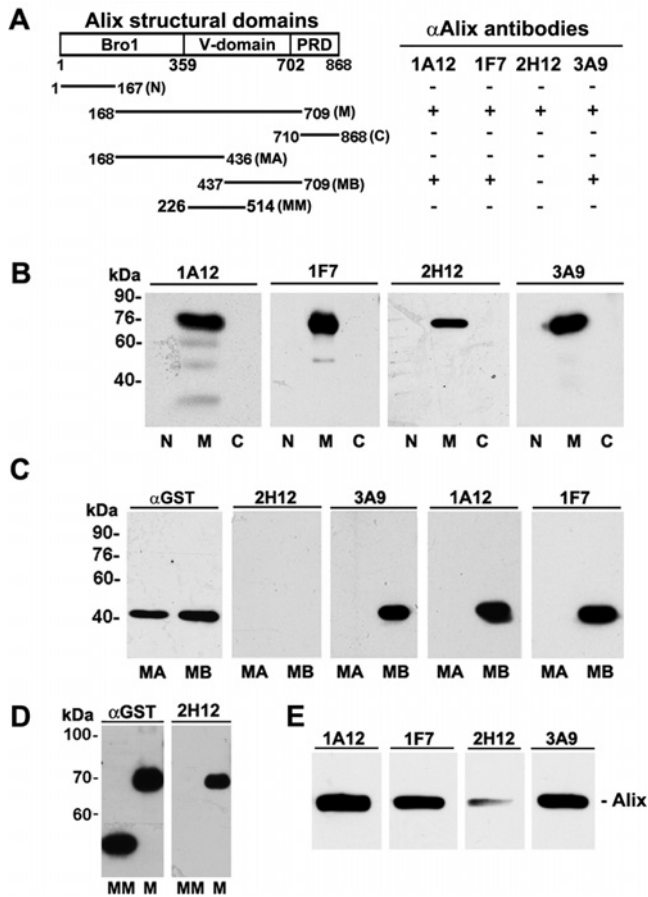 A
Alix structural domains
Bro1 V-domain PRD
1 359 702 868
αAlix antibodies
1A12 1F7 2H12 3A9
1 167 (N) - - - -
168 709 (M) + + + +
710 868 (C) - - - -
168 436 (MA) - - - -
437 709 (MB) + + - +
226 514 (MM) - - - -
B
kDa 1A12 1F7 2H12 3A9
90-
76-
60-
40-
N M C N M C N M C N M C
C
kDa αGST 2H12 3A9 1A12 1F7
90-
76-
60-
40-
MA MB MA MB MA MB MA MB MA MB
D
kDa αGST 2H12
100-
70-
60-
MM M MM M
E
1A12 1F7 2H12 3A9
- Alix